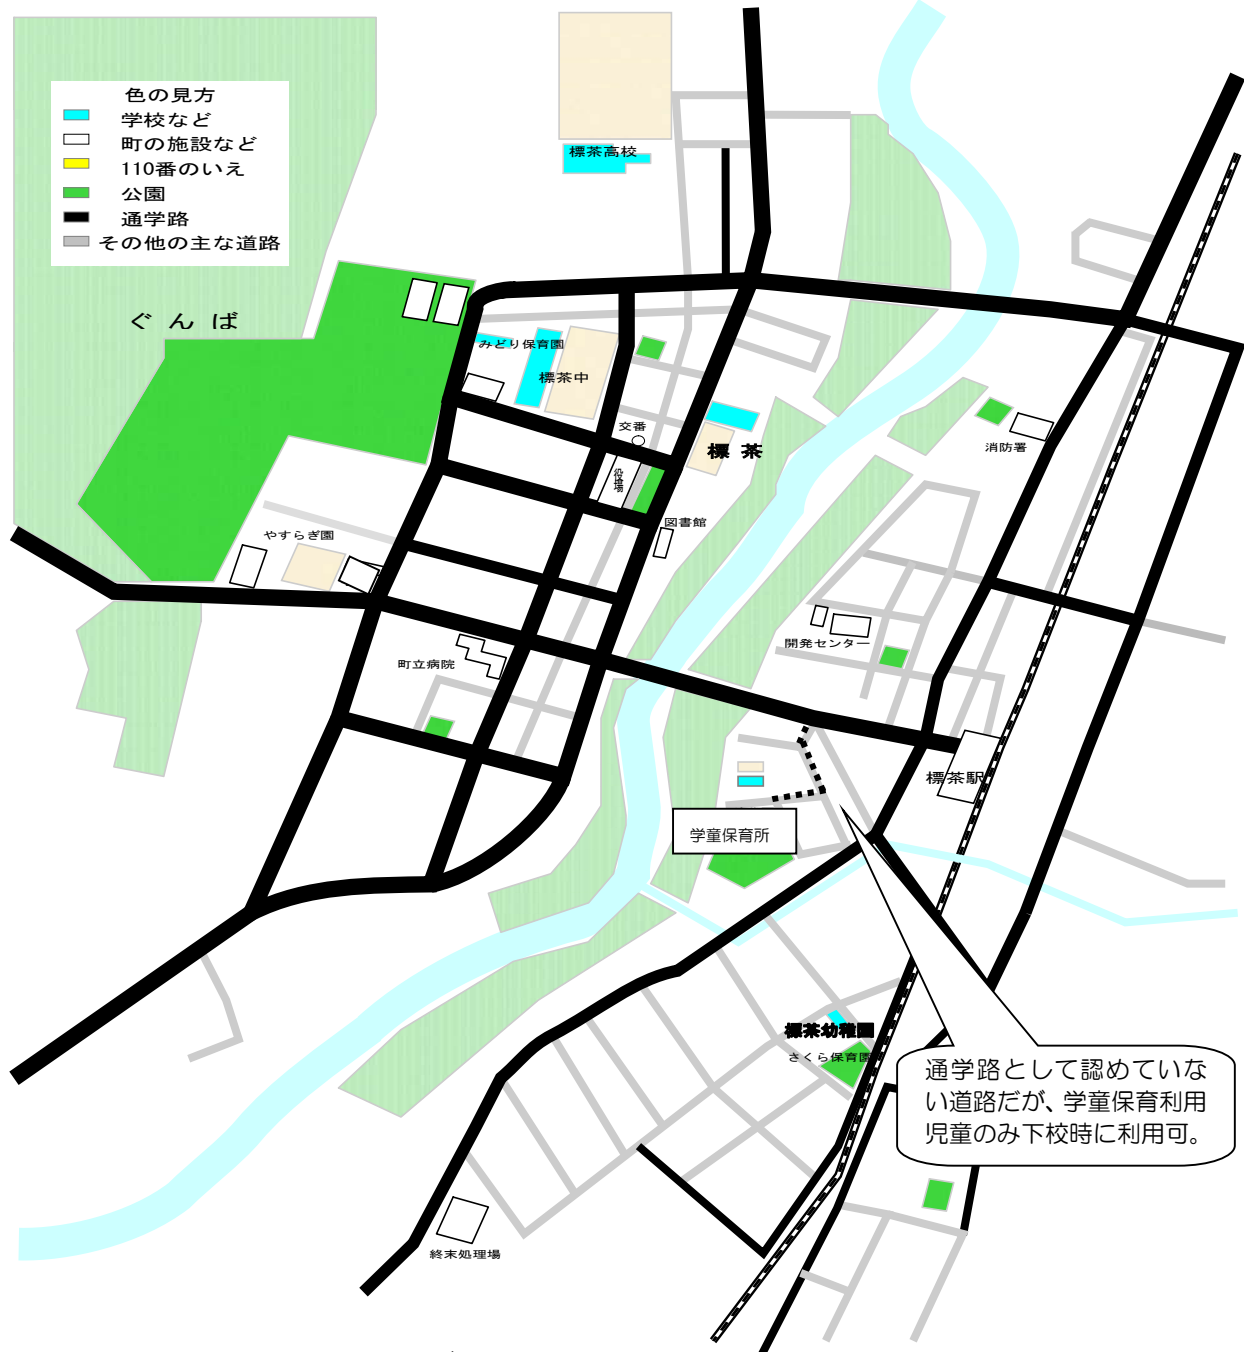 色の見方
学校など
町の施設など
110番のいえ
公園
通学路
その他の主な道路
標茶高校
ぐんば
みどり保育園
標茶中
交番
標茶
役場
図書館
消防署
やすらぎ園
開発センター
町立病院
標茶駅
学童保育所
標茶幼稚園
さくら保育園
通学路として認めていな
い道路だが、学童保育利用
児童のみ下校時に利用可。
終末処理場